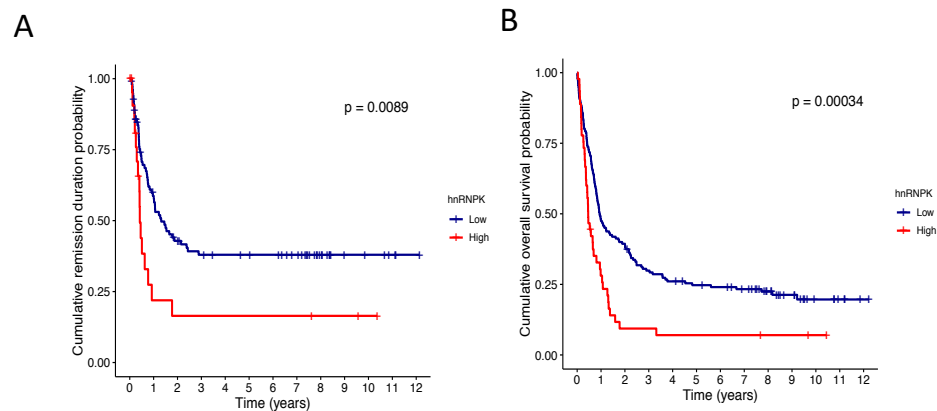 A
Cumulative remission duration probability
1.00
0.75
0.50
0.25
0.00
p = 0.0089
hnRNPK
Low
High
0 1 2 3 4 5 6 7 8 9 10 11 12
Time (years)
B
Cumulative overall survival probability
1.00
0.75
0.50
0.25
0.00
p = 0.00034
hnRNPK
Low
High
0 1 2 3 4 5 6 7 8 9 10 11 12
Time (years)